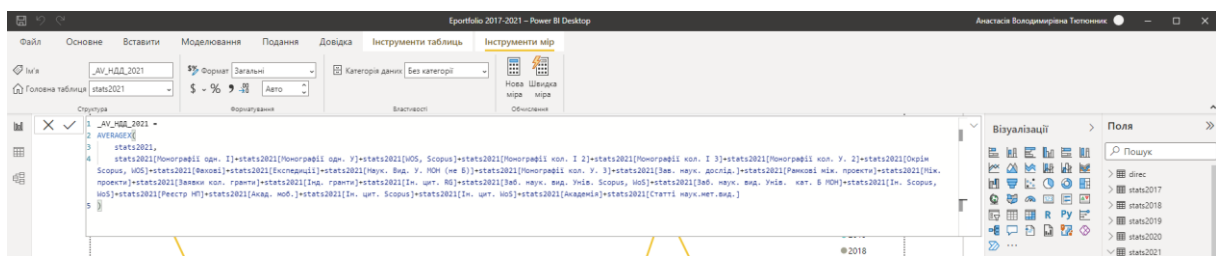 Eportfolio 2017-2021 – Power BI Desktop
Анастасія Володимирівна Тютюнник
Файл Основне Вставити Моделювання Подання Довідка Інструменти таблиць Інструменти мір
Ім'я _AV_НДД_2021
Формат Загальні
Категорія даних Без категорії
Головна таблиця stats2021
$ - % 9 Авто
Нова міра
Швидка міра
Структура Форматування Властивості Обчислення
1 _AV_НДД_2021 =
2 AVERAGEX(
3 stats2021,
4 stats2021[Монографії одн. І]+stats2021[Монографії одн. У]+stats2021[WOS, Scopus]+stats2021[Монографії кол. І 2]+stats2021[Монографії кол. І 3]+stats2021[Монографії кол. У. 2]+stats2021[Окрім
Scopus, WOS]+stats2021[Фахові]+stats2021[Експедиції]+stats2021[Наук. Вид. У. МОН (не Б)]+stats2021[Монографії кол. У. 3]+stats2021[Зав. наук. дослід.]+stats2021[Рамкові між. проекти]+stats2021[Між.
проекти]+stats2021[Заявки кол. гранти]+stats2021[Інд. гранти]+stats2021[Ін. цит. RG]+stats2021[Заб. наук. вид. Унів. Scopus, WoS]+stats2021[Заб. наук. вид. Унів. кат. Б МОН]+stats2021[Ін. Scopus,
WoS]+stats2021[Реєстр НП]+stats2021[Акад. моб.]+stats2021[Ін. цит. Scopus]+stats2021[Ін. цит. WoS]+stats2021[Академія]+stats2021[Статті наук.мет.вид.]
5 )
2018
Візуалізації
R Py
Поля
Пошук
direc
stats2017
stats2018
stats2019
stats2020
stats2021